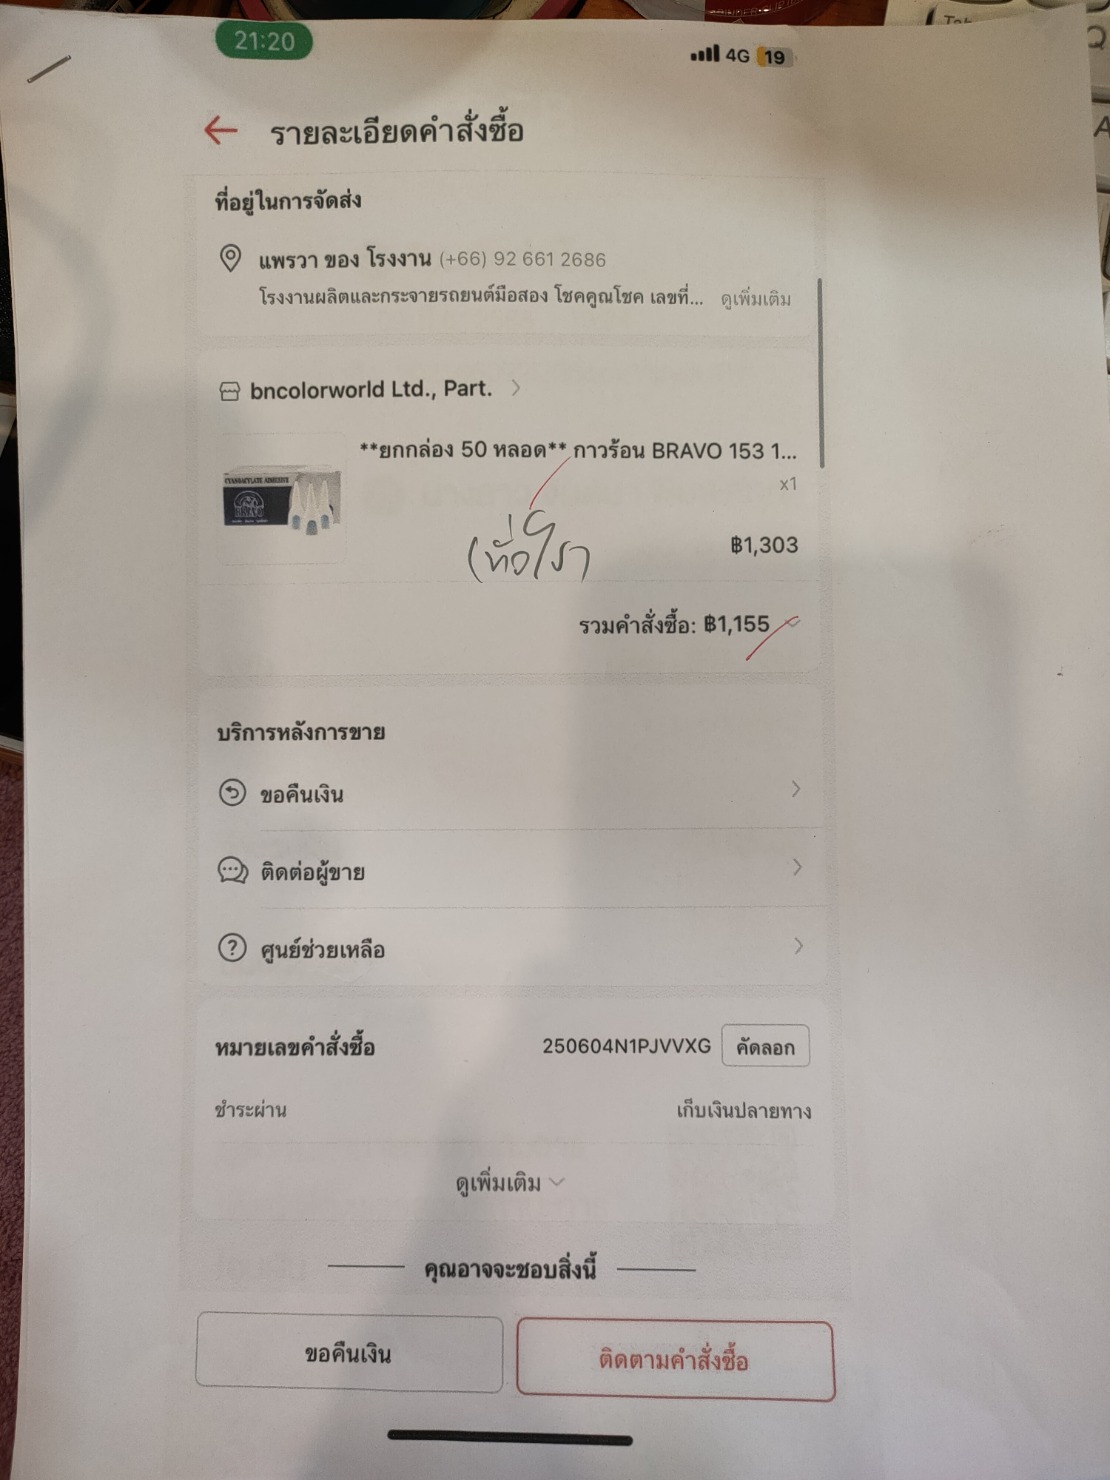 21:20
4G 19
รายละเอียดคำสั่งซื้อ
ที่อยู่ในการจัดส่ง
แพรวา ของ โรงงาน (+66) 92 661 2686
โรงงานผลิตและกระจายรถยนต์มือสอง โชคคูณโชค เลขที่... ดูเพิ่มเติม
bncolorworld Ltd., Part.
**ยกกล่อง 50 หลอด** กาวร้อน BRAVO 153 1...
x1
CYANOACYLATE ADHESIVE
฿1,303
รวมคำสั่งซื้อ: ฿1,155
บริการหลังการขาย
ขอคืนเงิน
ติดต่อผู้ขาย
ศูนย์ช่วยเหลือ
หมายเลขคำสั่งซื้อ 250604N1PJVVXG คัดลอก
ชำระผ่าน เก็บเงินปลายทาง
ดูเพิ่มเติม
คุณอาจจะชอบสิ่งนี้
ขอคืนเงิน ติดตามคำสั่งซื้อ